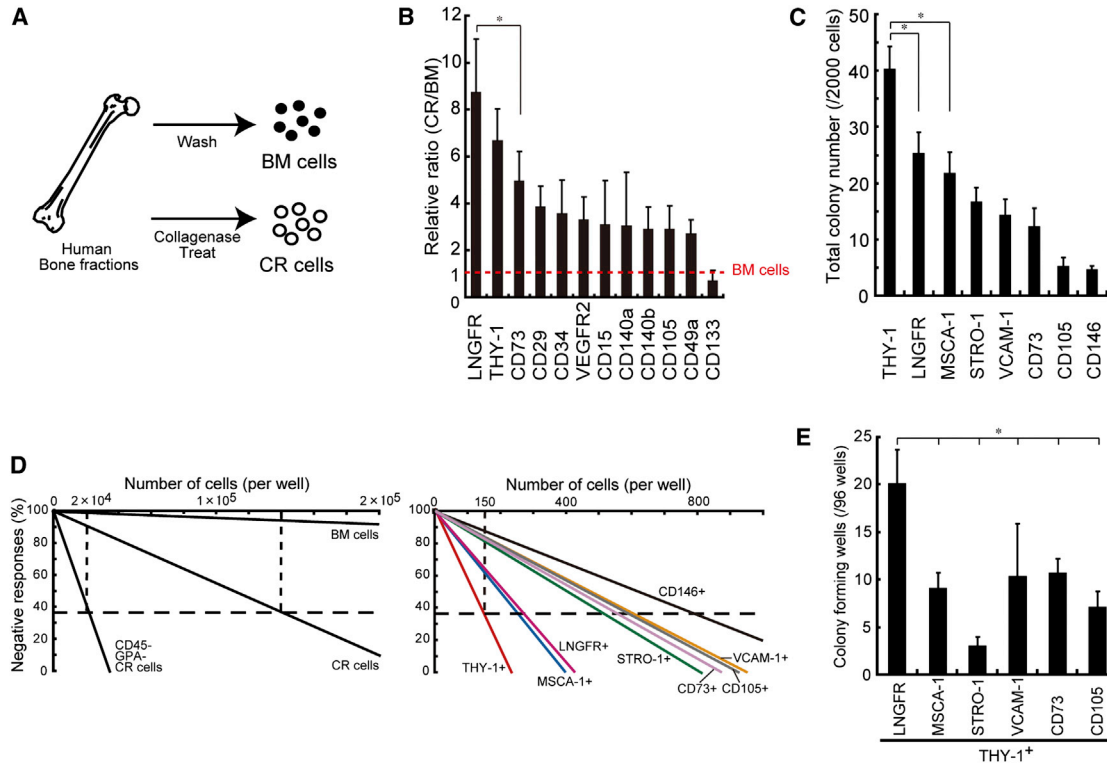 A
Wash
BM cells
Collagenase
Treat
CR cells
Human
Bone fractions
B
Relative ratio (CR/BM)
12
10
8
6
4
2
1
0
*
BM cells
LNGFR
THY-1
CD73
CD29
CD34
VEGFR2
CD15
CD140a
CD140b
CD105
CD49a
CD133
C
Total colony number (/2000 cells)
50
40
30
20
10
0
*
*
THY-1
LNGFR
MSCA-1
STRO-1
VCAM-1
CD73
CD105
CD146
D
Number of cells (per well)
0
2 × 10⁴
1 × 10⁵
2 × 10⁵
Negative responses (%)
100
80
60
40
20
0
BM cells
CD45-
GPA-
CR cells
CR cells
Number of cells (per well)
0
150
400
800
100
80
60
40
20
0
CD146+
THY-1+
MSCA-1+
LNGFR+
STRO-1+
CD73+
CD105+
VCAM-1+
E
Colony forming wells (/96 wells)
25
20
15
10
5
0
*
LNGFR
MSCA-1
STRO-1
VCAM-1
CD73
CD105
THY-1⁺